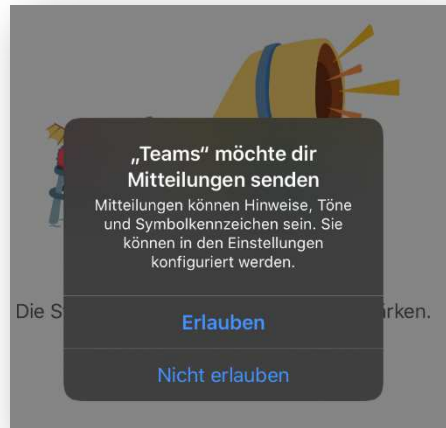 „Teams“ möchte dir
Mitteilungen senden
Mitteilungen können Hinweise, Töne
und Symbolkennzeichen sein. Sie
können in den Einstellungen
konfiguriert werden.
Die
Erlauben
Nicht erlauben